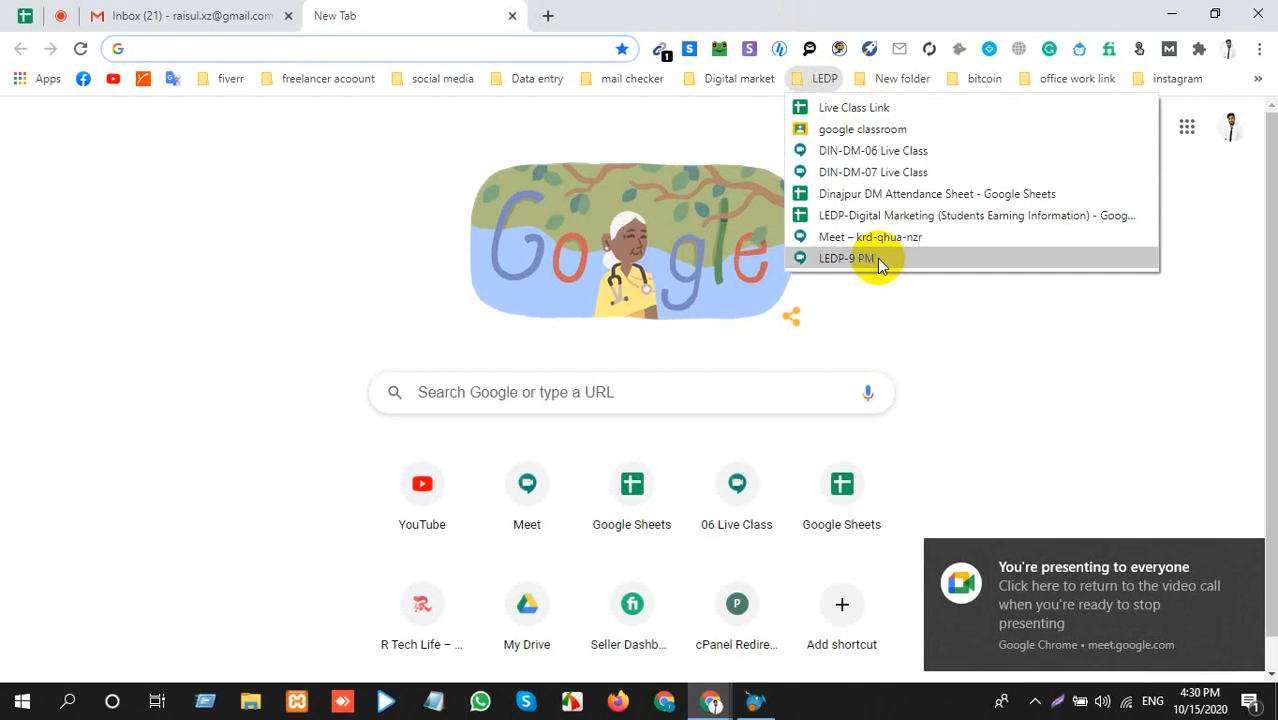 Inbox (21) - raisul.xz@gmail.com
New Tab
1
Apps
fiverr
freelancer acoount
social media
Data entry
mail checker
Digital market
LEDP
New folder
bitcoin
office work link
instagram
Live Class Link
google classroom
DIN-DM-06 Live Class
DIN-DM-07 Live Class
Dinajpur DM Attendance Sheet - Google Sheets
LEDP-Digital Marketing (Students Earning Information) - Goog...
Meet – krd-qhua-nzr
LEDP-9 PM
Google
Search Google or type a URL
YouTube
Meet
Google Sheets
06 Live Class
Google Sheets
R Tech Life – ...
My Drive
Seller Dashb...
cPanel Redire...
Add shortcut
You're presenting to everyone
Click here to return to the video call
when you're ready to stop
presenting
Google Chrome • meet.google.com
ENG
4:30 PM
10/15/2020
1